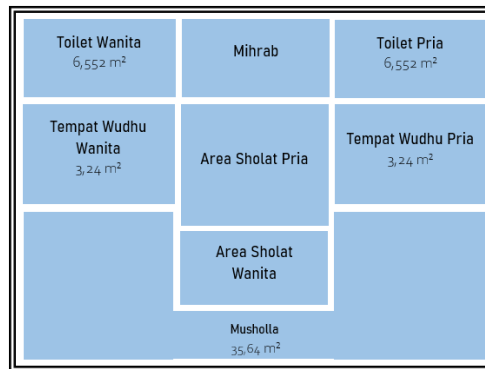 Toilet Wanita
6,552 m²
Mihrab
Toilet Pria
6,552 m²
Tempat Wudhu
Wanita
3,24 m²
Area Sholat Pria
Tempat Wudhu Pria
3,24 m²
Area Sholat
Wanita
Musholla
35,64 m²